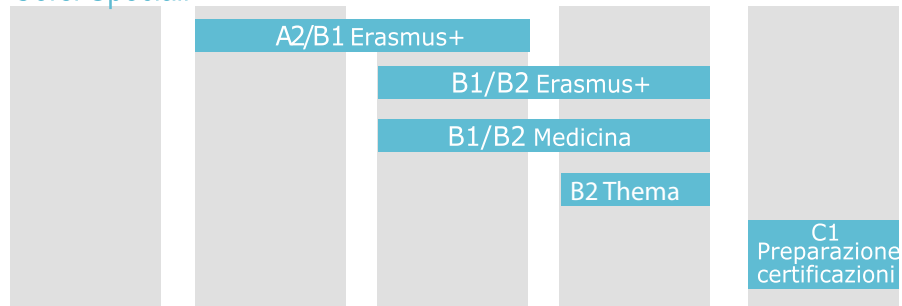 A2/B1 Erasmus+
B1/B2 Erasmus+
B1/B2 Medicina
B2 Thema
C1
Preparazione
certificazioni